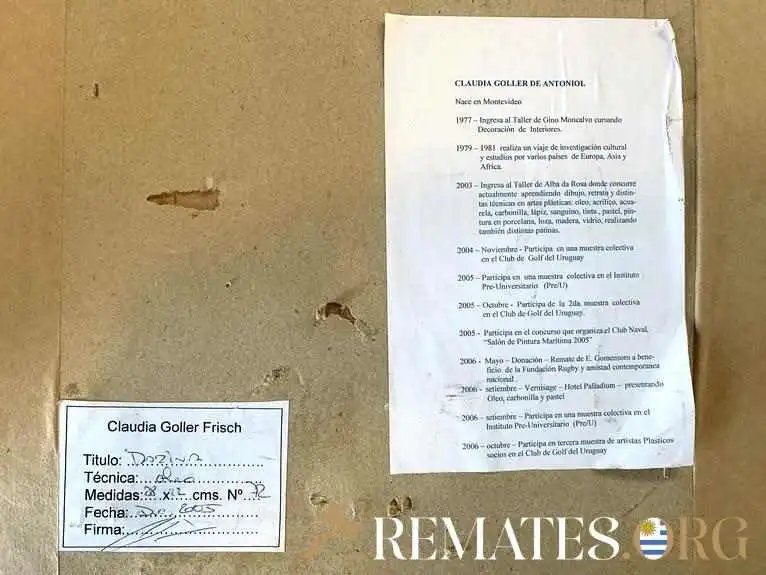 CLAUDIA GOLLER DE ANTONIOL
Nace en Montevideo
1977 – Ingresa al Taller de Gino Moncalvo cursando
Decoración de Interiores.
1979 – 1981 realiza un viaje de investigación cultural
y estudios por varios países de Europa, Asia y
Africa.
2003 – Ingresa al Taller de Alba da Rosa donde concurre
actualmente aprendiendo dibujo, retrato y distin-
tas técnicas en artes plásticas: oleo, acrílico, acua-
rela, carbonilla, lápiz, sanguino, tinta, pastel, pin-
tura en porcelana, loza, madera, vidrio, realizando
también distintas patinas.
2004 – Noviembre - Participa en una muestra colectiva
en el Club de Golf del Uruguay
2005 – Participa en una muestra colectiva en el Instituto
Pre-Universitario (Pre/U)
2005 – Octubre - Participa de la 2da. muestra colectiva
en el Club de Golf del Uruguay.
2005 - Participa en el concurso que organiza el Club Naval,
"Salón de Pintura Marítima 2005"
2006 - Mayo – Donación – Remate de E. Gomensoro a bene-
ficio de la Fundación Rugby y amistad contemporanea
nacional.
2006 – setiembre – Vernisage – Hotel Palladium – presentando
Oleo, carbonilla y pastel
2006 – setiembre – Participa en una muestra colectiva en el
Instituto Pre-Universitario (Pre/U)
2006 – octubre – Participa en tercera muestra de artistas Plasticos
socios en el Club de Golf del Uruguay
Claudia Goller Frisch
Titulo:
Técnica:
Medidas: x cms. Nº
Fecha: 2005
Firma:
REMATES.ORG